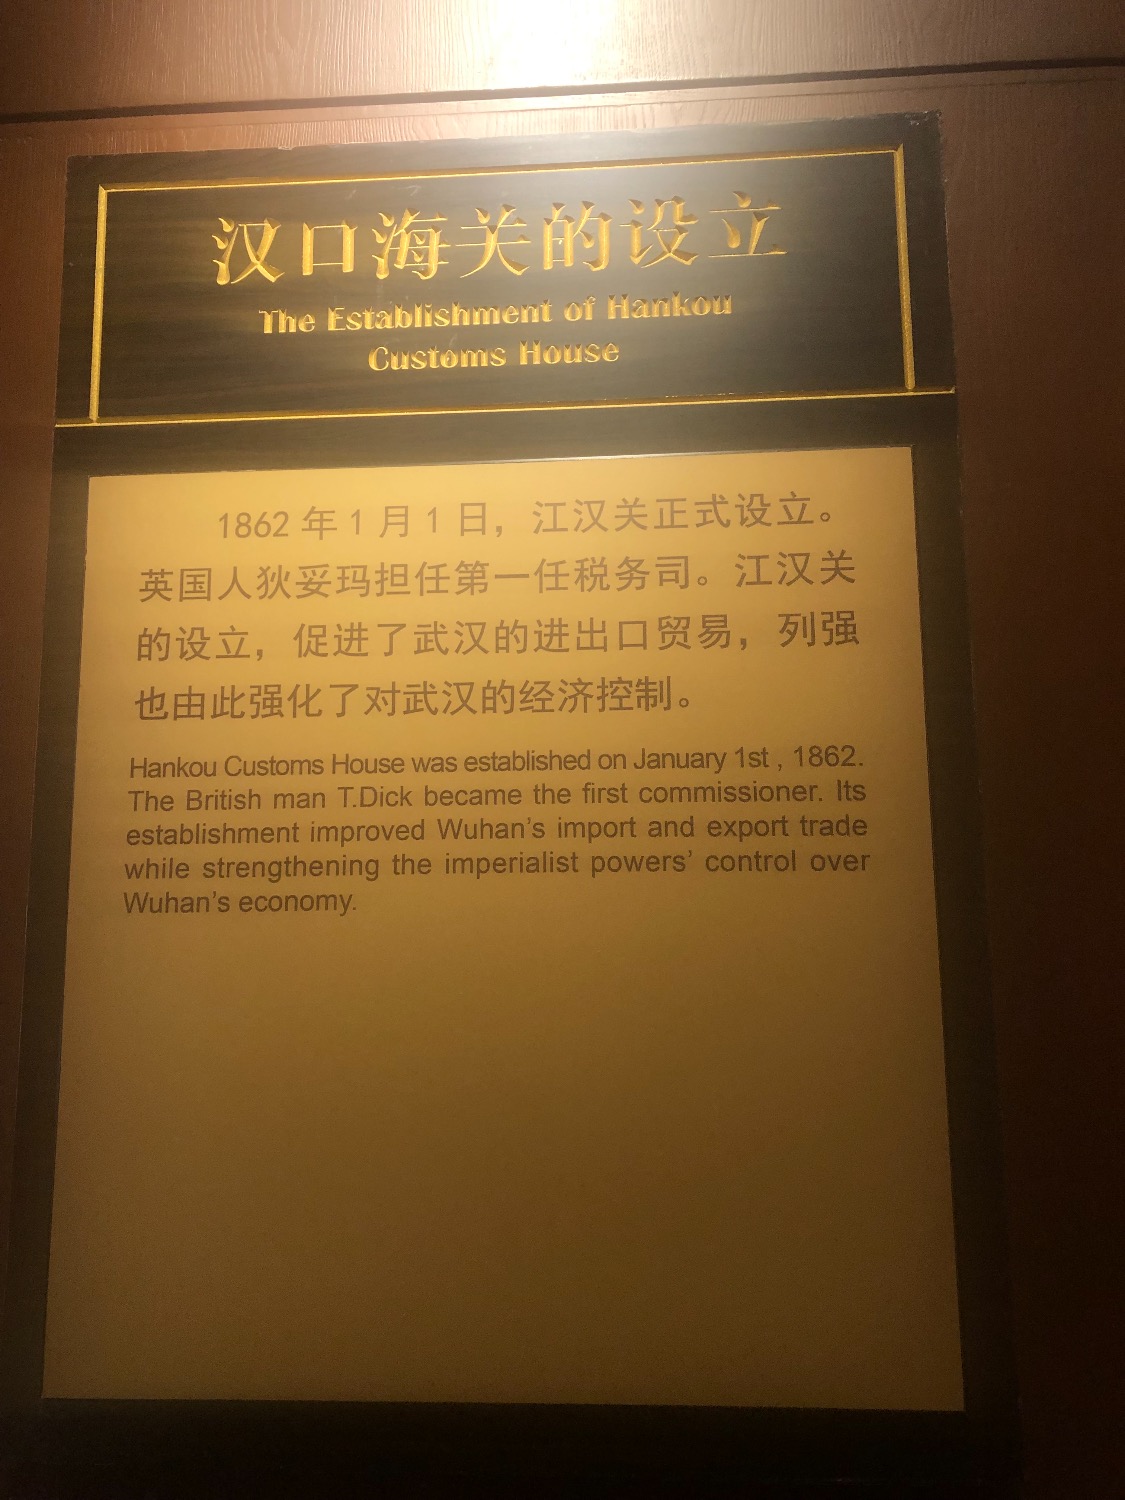 汉口海关的设立
The Establishment of Hankou
Customs House
1862 年 1 月 1 日，江汉关正式设立。
英国人狄妥玛担任第一任税务司。江汉关
的设立，促进了武汉的进出口贸易，列强
也由此强化了对武汉的经济控制。
Hankou Customs House was established on January 1st , 1862.
The British man T.Dick became the first commissioner. Its
establishment improved Wuhan's import and export trade
while strengthening the imperialist powers' control over
Wuhan's economy.